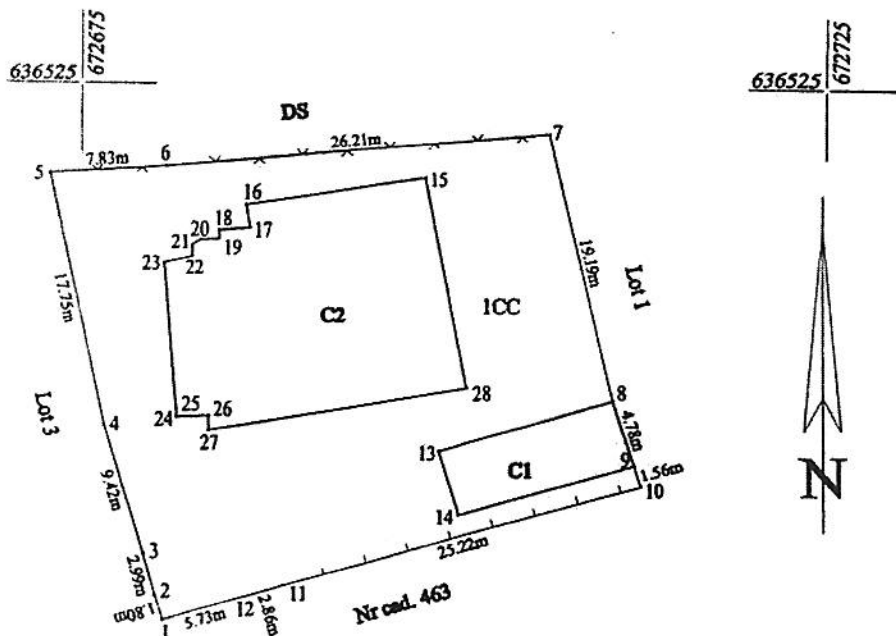 672675
636525
672725
636525
DS
5
7.83m
6
26.21m
7
16
15
18
20
17
21
19
23
22
17.75m
19.19m
Lot 1
C2
1CC
Lot 3
4
24
25
26
27
28
8
4.78m
13
C1
9
1.56m
10
14
9.42m
25.22m
3
2.99m
2
1.80m
1
5.73m
12
2.86m
11
Nr cad. 463
N